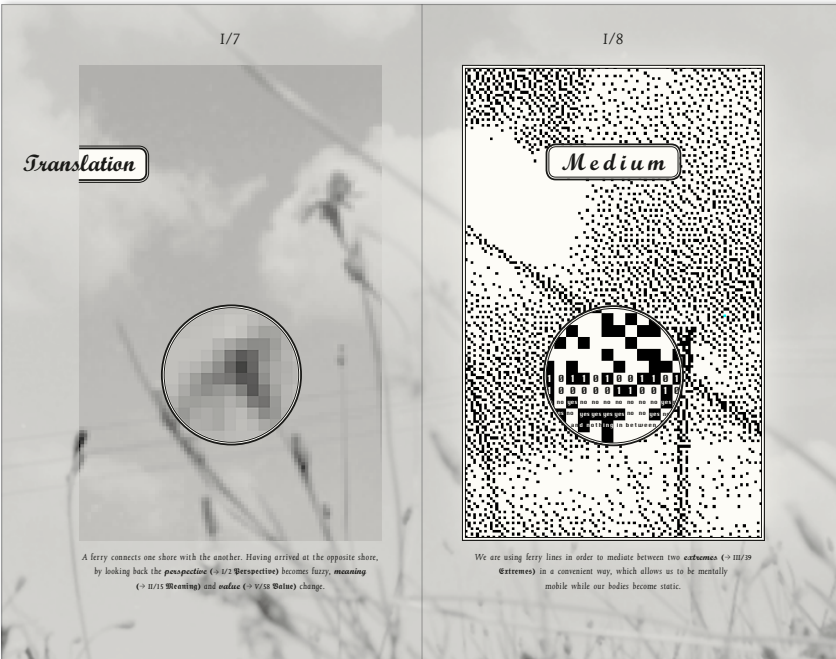 I/7
Translation
A ferry connects one shore with the another. Having arrived at the opposite shore,
by looking back the perspective (→ I/2 Perspective) becomes fuzzy, meaning
(→ II/15 Meaning) and value (→ V/58 Value) change.
I/8
Medium
1 0 1 1 0 1 0 0 1 1 0 1
0 0 0 0 0 1 1 0 1 0
no yes no no no no no no no yes
no yes yes yes yes no no yes no
and nothing in between
We are using ferry lines in order to mediate between two extremes (→ III/39
Extremes) in a convenient way, which allows us to be mentally
mobile while our bodies become static.